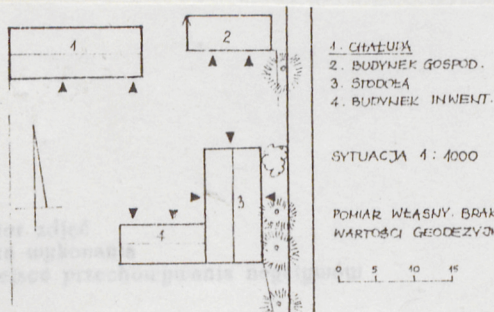 1
2
3
4
1. CHAŁUPA
2. BUDYNEK GOSPOD.
3. STODOŁA
4. BUDYNEK INWENT.
SYTUACJA 1:1000
POMIAR WŁASNY. BRAK
WARTOŚCI GEODEZYJN
0 5 10 15